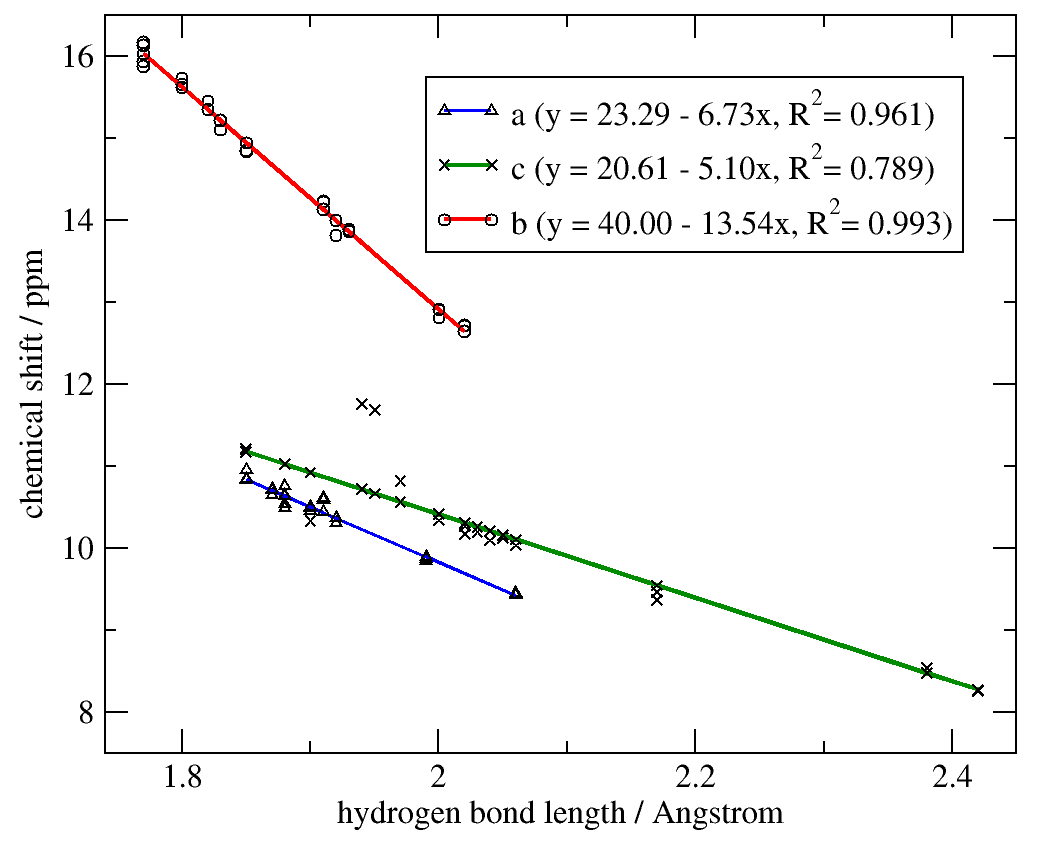 16
14
12
10
8
chemical shift / ppm
a (y = 23.29 - 6.73x, R²= 0.961)
c (y = 20.61 - 5.10x, R²= 0.789)
b (y = 40.00 - 13.54x, R²= 0.993)
1.8 2 2.2 2.4
hydrogen bond length / Angstrom